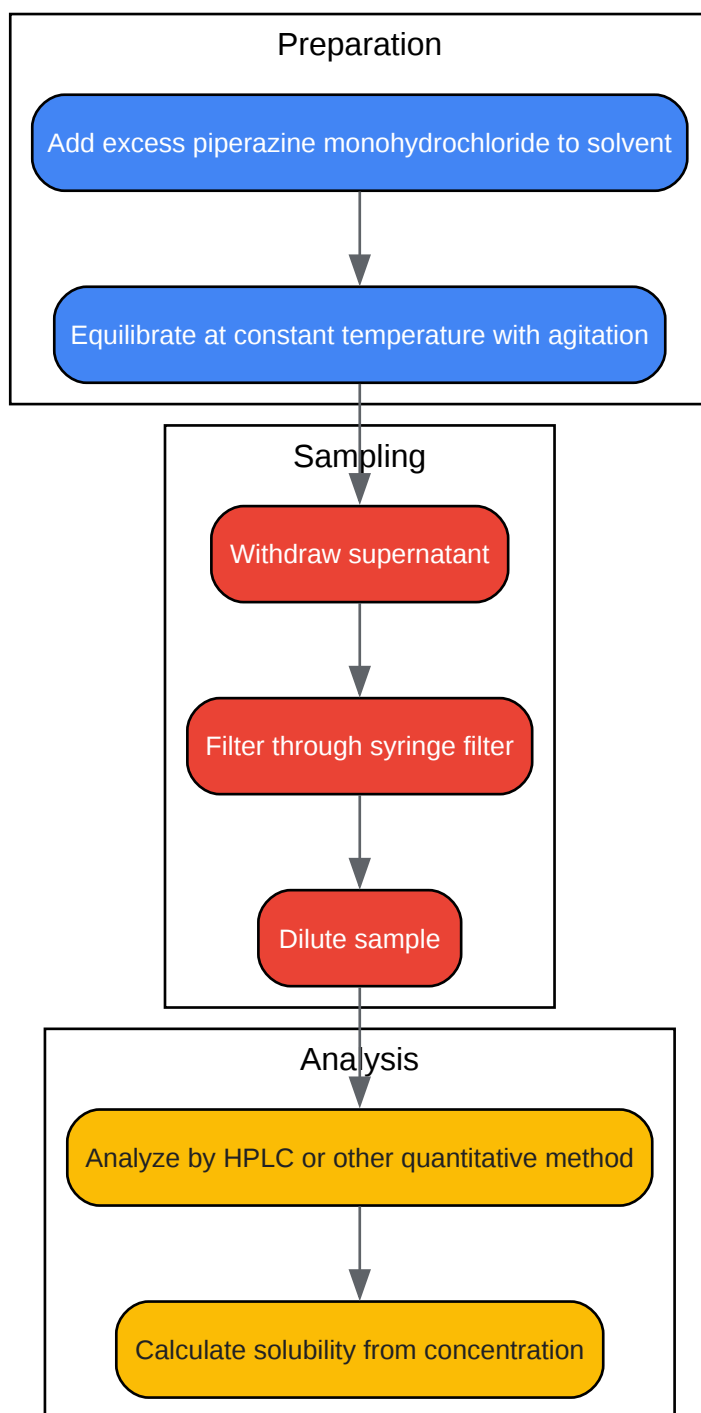 Preparation
Add excess piperazine monohydrochloride to solvent
Equilibrate at constant temperature with agitation
Sampling
Withdraw supernatant
Filter through syringe filter
Dilute sample
Analysis
Analyze by HPLC or other quantitative method
Calculate solubility from concentration